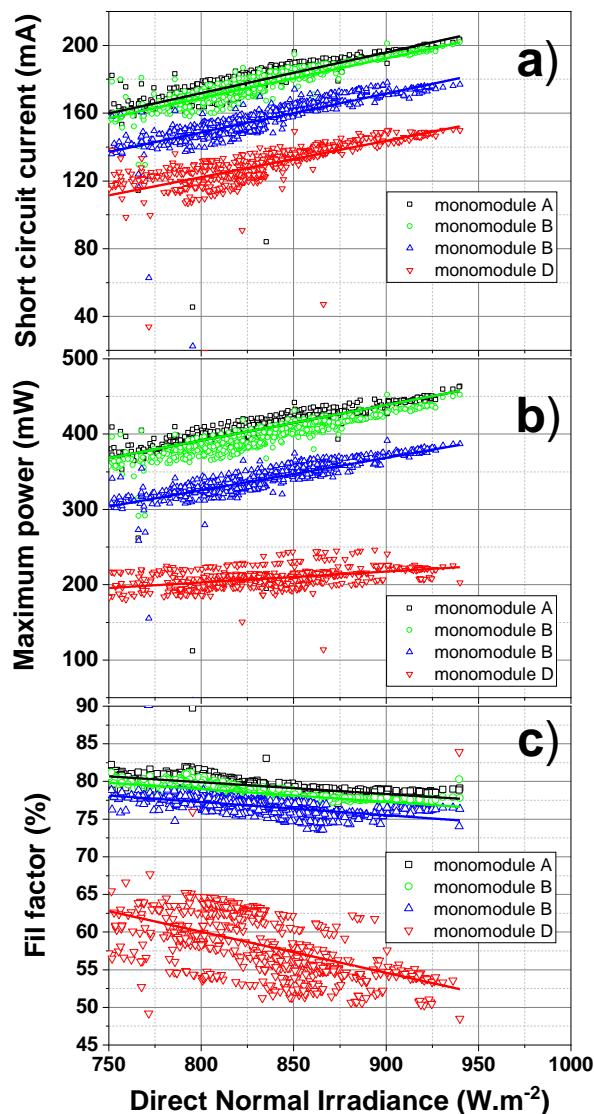 a)
Short circuit current (mA)
200
160
120
80
40
monomodule A
monomodule B
monomodule B
monomodule D
b)
Maximum power (mW)
500
400
300
200
100
monomodule A
monomodule B
monomodule B
monomodule D
c)
Fil factor (%)
90
85
80
75
70
65
60
55
50
45
monomodule A
monomodule B
monomodule B
monomodule D
750 800 850 900 950 1000
Direct Normal Irradiance (W.m-2)